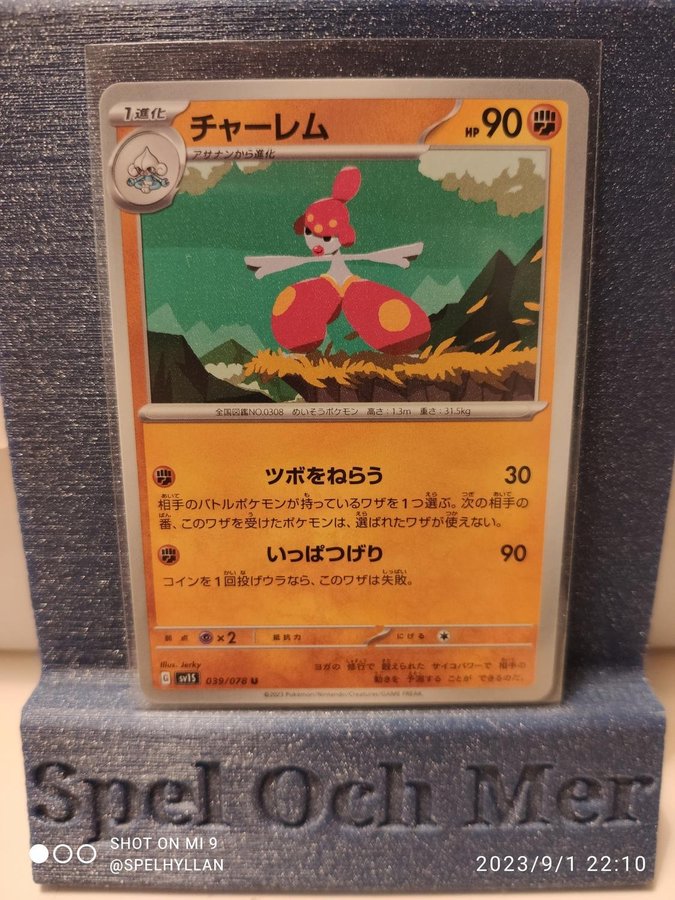 1進化
チャーレム
HP 90
アサナンから進化
全国図鑑NO.0308 めいそうポケモン 高さ:1.3m 重さ:31.5kg
ツボをねらう 30
相手のバトルポケモンが持っているワザを1つ選ぶ。次の相手の
番、このワザを受けたポケモンは、選ばれたワザが使えない。
いっぱつげり 90
コインを1回投げウラなら、このワザは失敗。
弱点 ×2 抵抗力 にげる
Illus. Jerky
ヨガの 修行で 鍛えられた サイコパワーで 相手の
動きを 予測する ことが できるのだ。
G sv1S 039/078 U
©2023 Pokémon/Nintendo/Creatures/GAME FREAK.
Spel Och Mer
SHOT ON MI 9
@SPELHYLLAN
2023/9/1 22:10